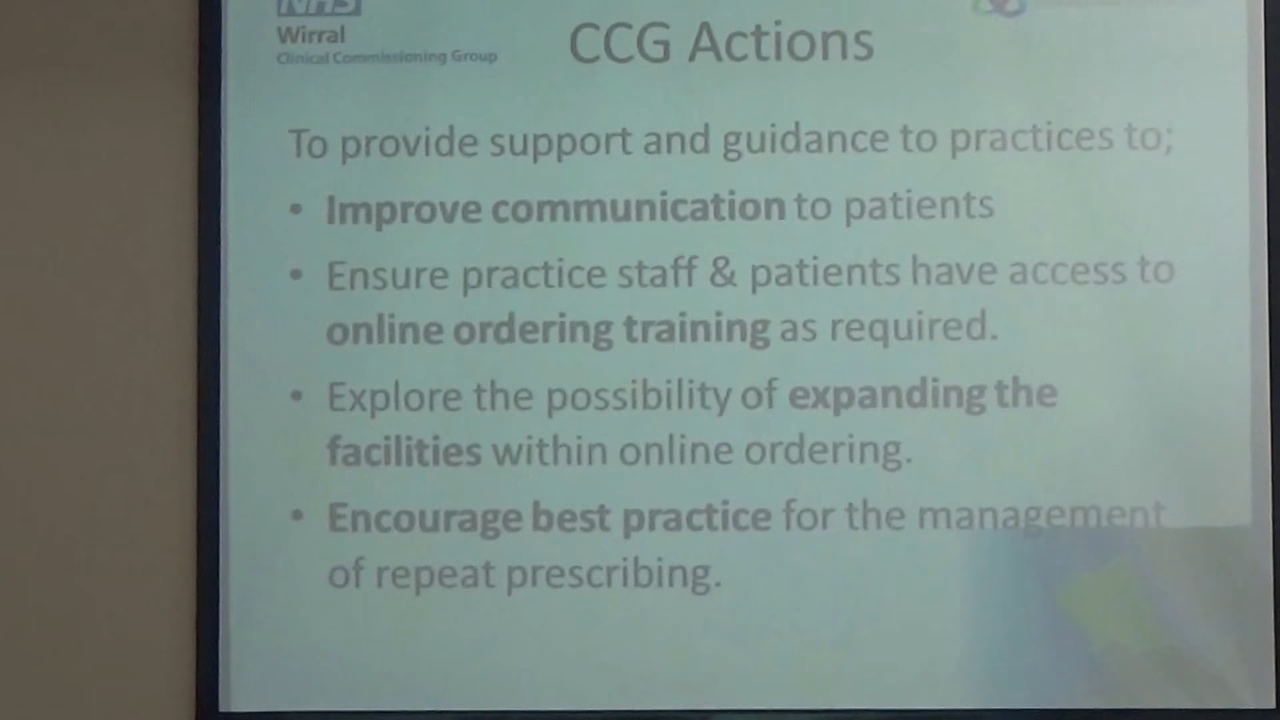 NHS
Wirral
Clinical Commissioning Group
CCG Actions
To provide support and guidance to practices to;
• Improve communication to patients
• Ensure practice staff & patients have access to
online ordering training as required.
• Explore the possibility of expanding the
facilities within online ordering.
• Encourage best practice for the management
of repeat prescribing.